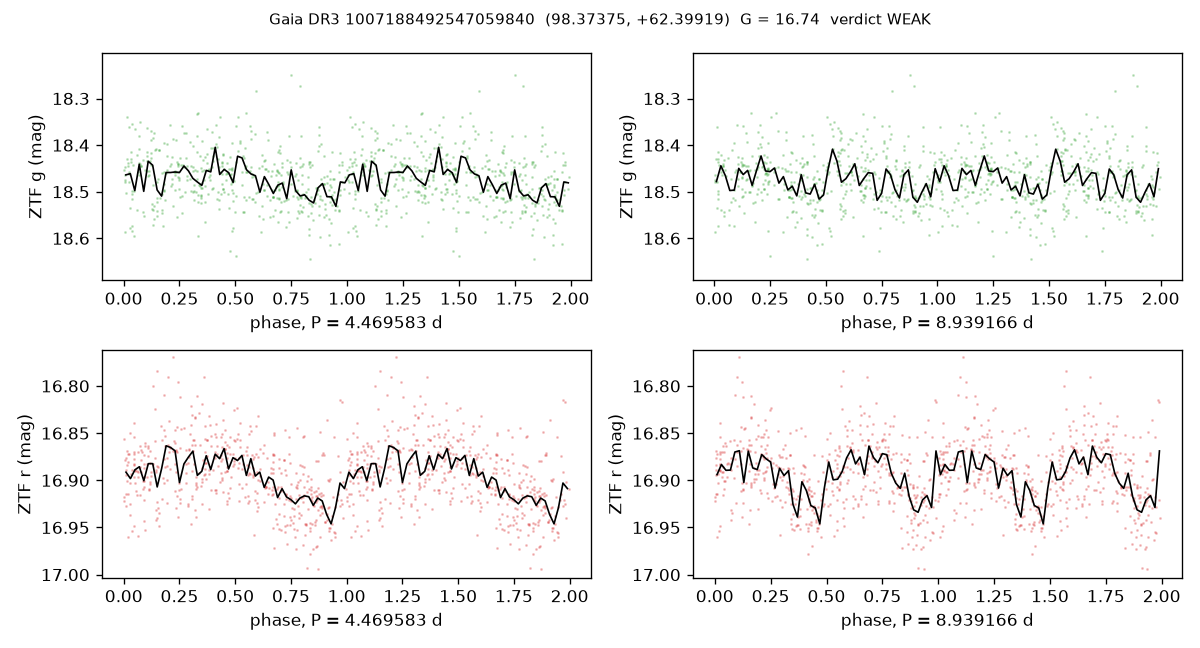 Gaia DR3 1007188492547059840 (98.37375, +62.39919) G = 16.74 verdict WEAK
ZTF g (mag)
18.3
18.4
18.5
18.6
0.00 0.25 0.50 0.75 1.00 1.25 1.50 1.75 2.00
phase, P = 4.469583 d
ZTF g (mag)
18.3
18.4
18.5
18.6
0.00 0.25 0.50 0.75 1.00 1.25 1.50 1.75 2.00
phase, P = 8.939166 d
ZTF r (mag)
16.80
16.85
16.90
16.95
17.00
0.00 0.25 0.50 0.75 1.00 1.25 1.50 1.75 2.00
phase, P = 4.469583 d
ZTF r (mag)
16.80
16.85
16.90
16.95
17.00
0.00 0.25 0.50 0.75 1.00 1.25 1.50 1.75 2.00
phase, P = 8.939166 d